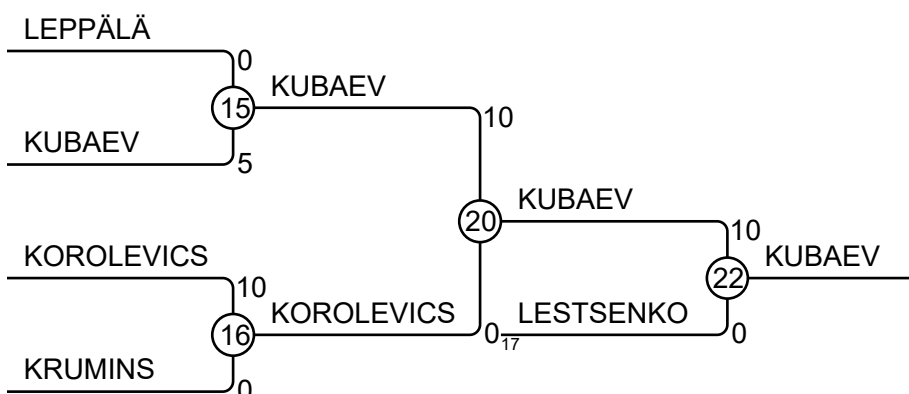 LEPPÄLÄ
0
15
KUBAEV
KUBAEV
5
10
20
KUBAEV
KOROLEVICS
10
16
KOROLEVICS
KRUMINS
0
0
17
LESTSENKO
10
22
KUBAEV
0